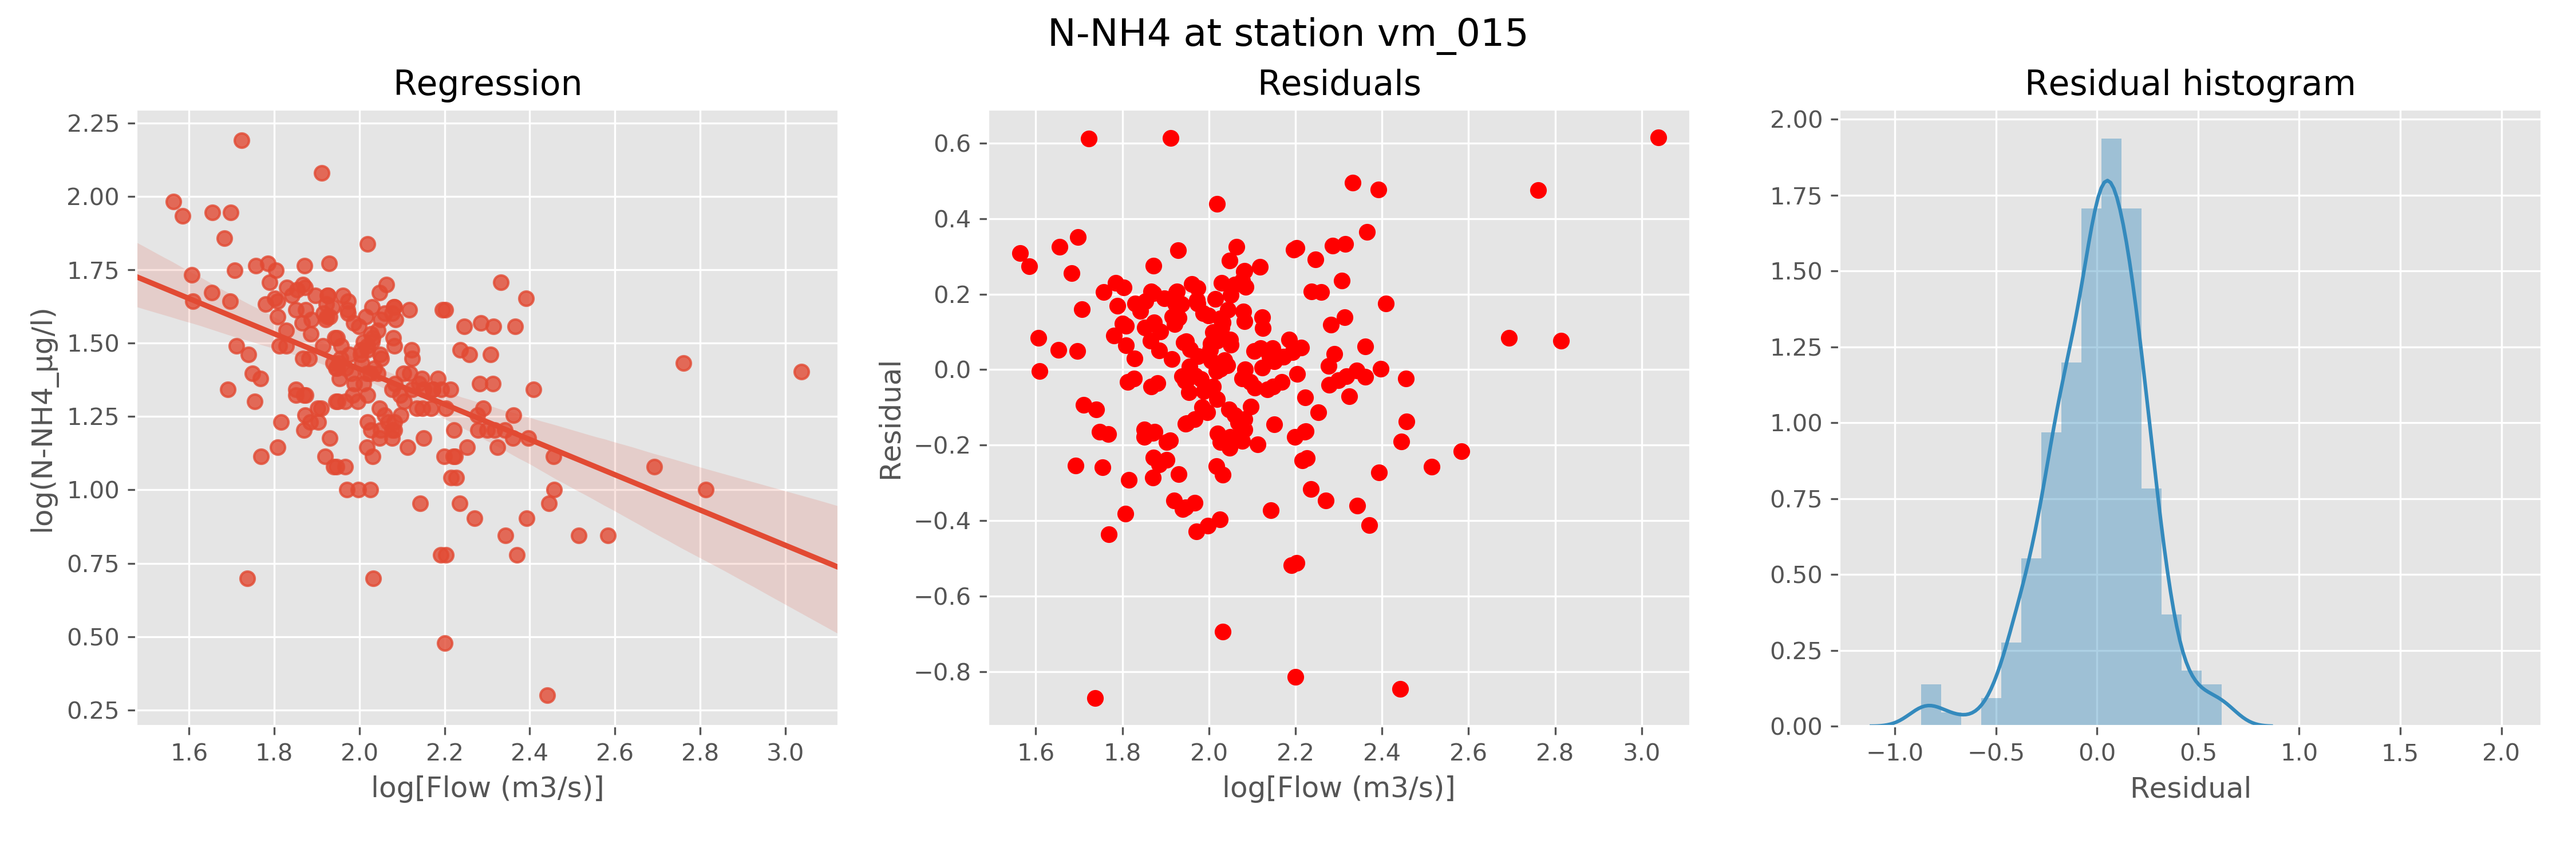 N-NH4 at station vm_015
Regression
2.25
2.00
1.75
1.50
1.25
1.00
0.75
0.50
0.25
log(N-NH4_µg/l)
1.6 1.8 2.0 2.2 2.4 2.6 2.8 3.0
log[Flow (m3/s)]
Residuals
0.6
0.4
0.2
0.0
−0.2
−0.4
−0.6
−0.8
Residual
1.6 1.8 2.0 2.2 2.4 2.6 2.8 3.0
log[Flow (m3/s)]
Residual histogram
2.00
1.75
1.50
1.25
1.00
0.75
0.50
0.25
0.00
−1.0 −0.5 0.0 0.5 1.0 1.5 2.0
Residual